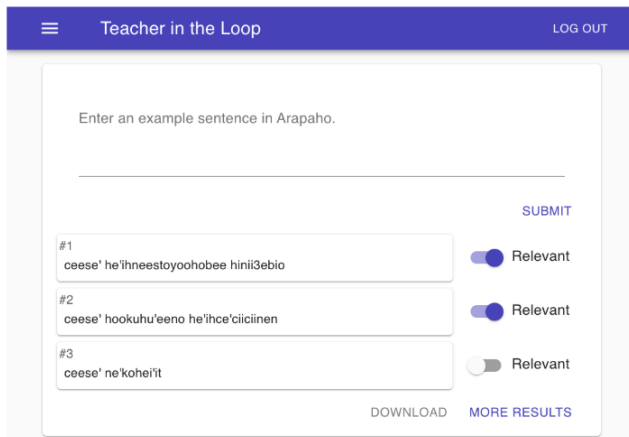 Teacher in the Loop
LOG OUT
Enter an example sentence in Arapaho.
SUBMIT
#1
ceese' he'ihneestoyoohobee hinii3ebio
Relevant
#2
ceese' hookuhu'eeno he'ihce'ciiciinen
Relevant
#3
ceese' ne'kohei'it
Relevant
DOWNLOAD
MORE RESULTS